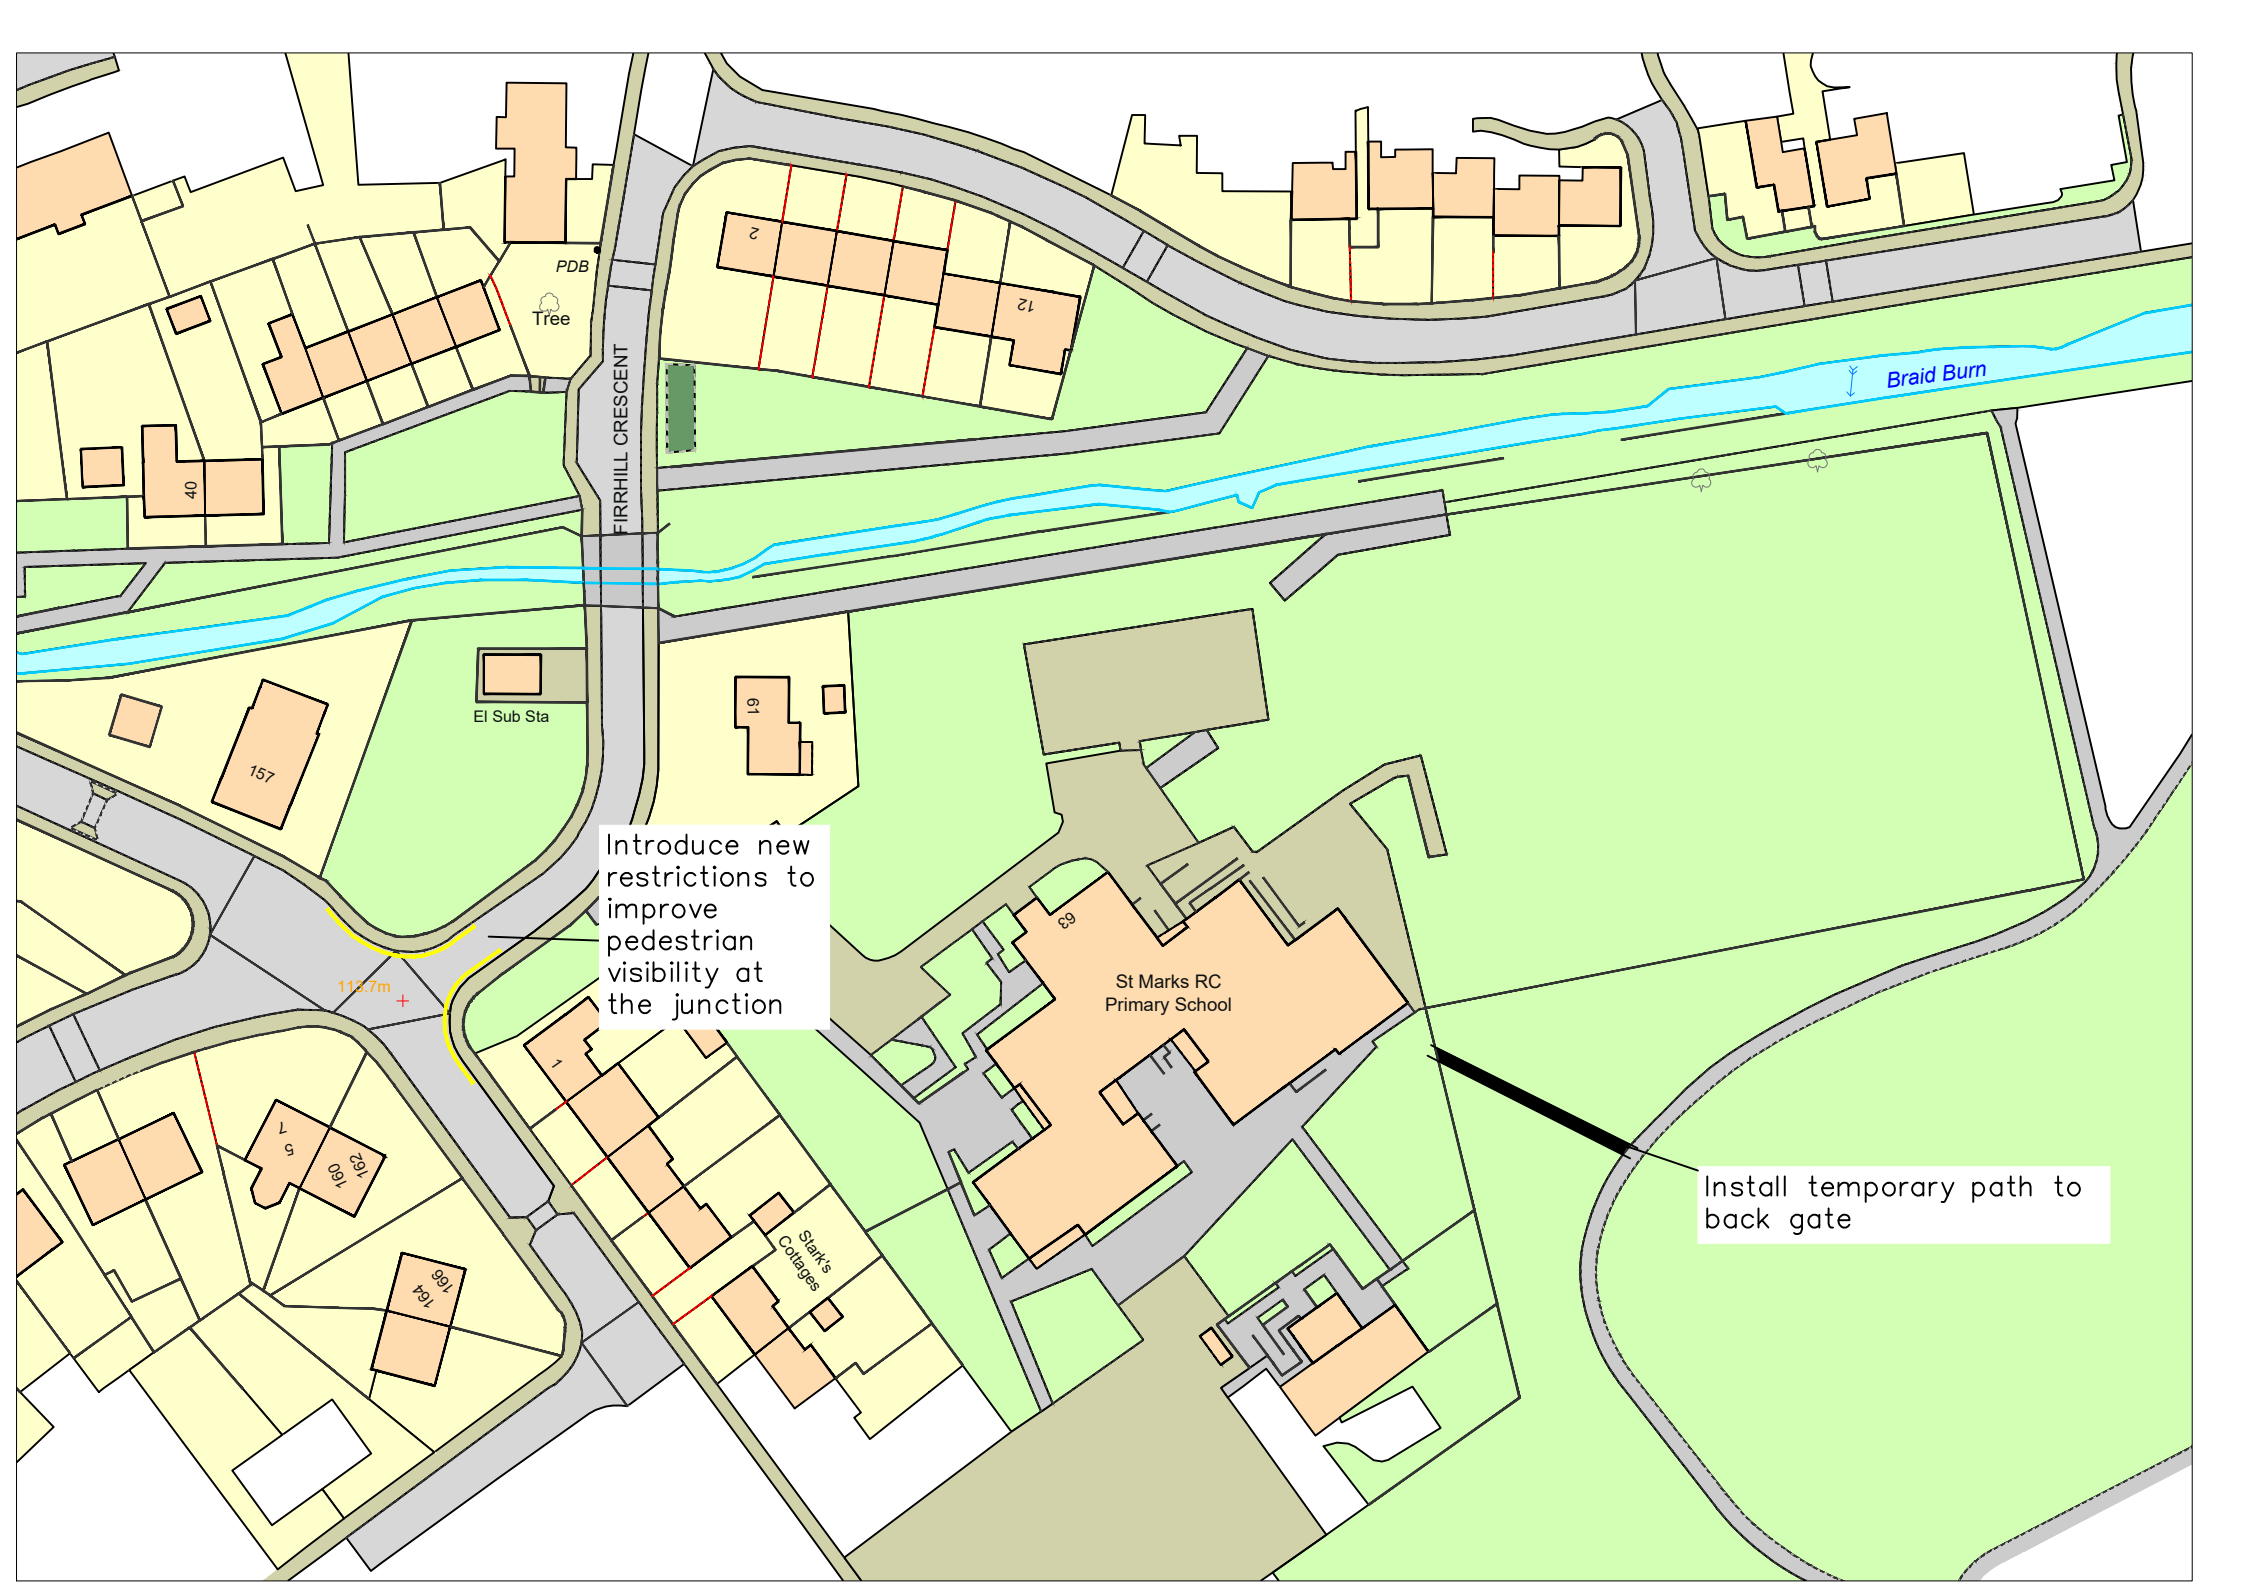 2
PDB
Tree
12
FIRRHILL CRESCENT
Braid Burn
40
El Sub Sta
61
157
Introduce new
restrictions to
improve
pedestrian
visibility at
the junction
63
St Marks RC
Primary School
113.7m
1
7
5
160
162
Install temporary path to
back gate
Stark's
Cottages
166
164